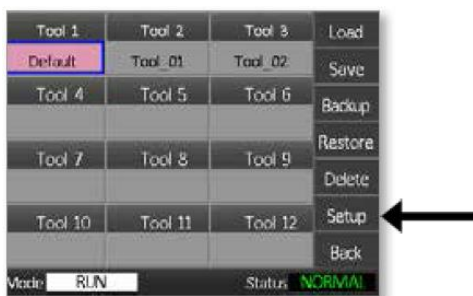 Tool 1 Tool 2 Tool 3 Load
Default Tool_01 Tool_02 Save
Tool 4 Tool 5 Tool 6 Backup
Restore
Tool 7 Tool 8 Tool 9 Delete
Tool 10 Tool 11 Tool 12 Setup
Back
Mode RUN Status NORMAL